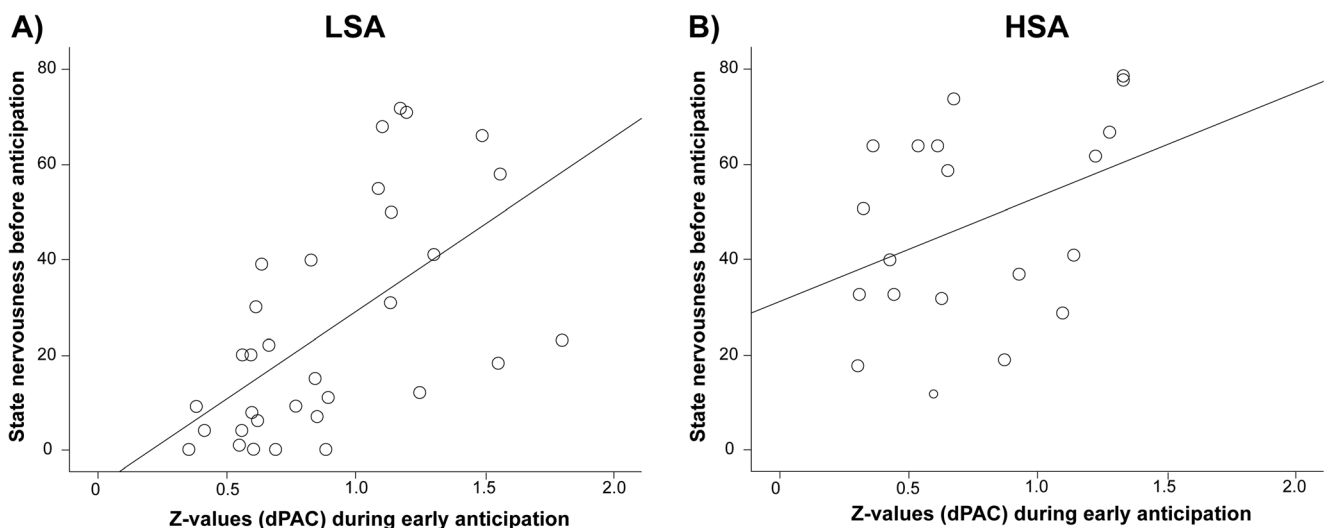 A)
LSA
State nervousness before anticipation
80
60
40
20
0
0 0.5 1.0 1.5 2.0
Z-values (dPAC) during early anticipation
B)
HSA
State nervousness before anticipation
80
60
40
20
0
0 0.5 1.0 1.5 2.0
Z-values (dPAC) during early anticipation